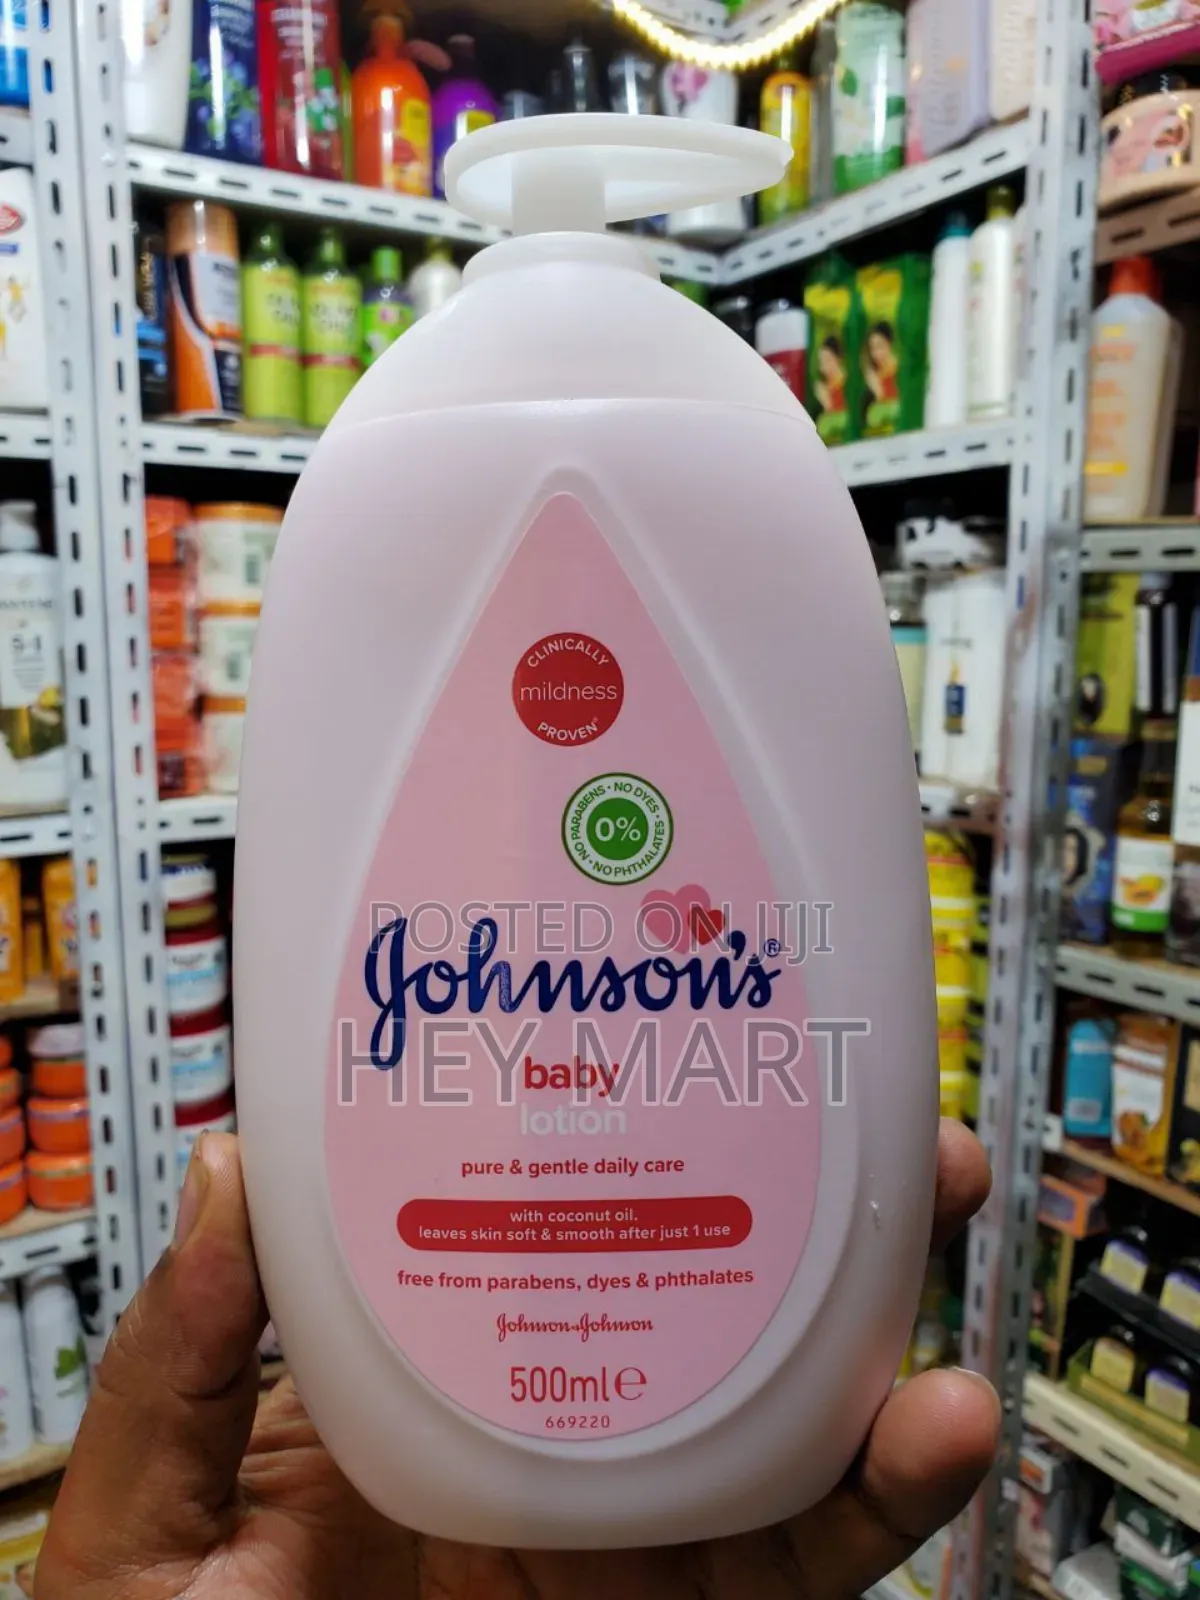 CLINICALLY
mildness
PROVEN
NO PARABENS • NO DYES • NO PHTHALATES •
0%
POSTED ON JIJI
Johnson's®
HEY MART
baby
lotion
pure & gentle daily care
with coconut oil.
leaves skin soft & smooth after just 1 use
free from parabens, dyes & phthalates
Johnson & Johnson
500ml ℮
669220